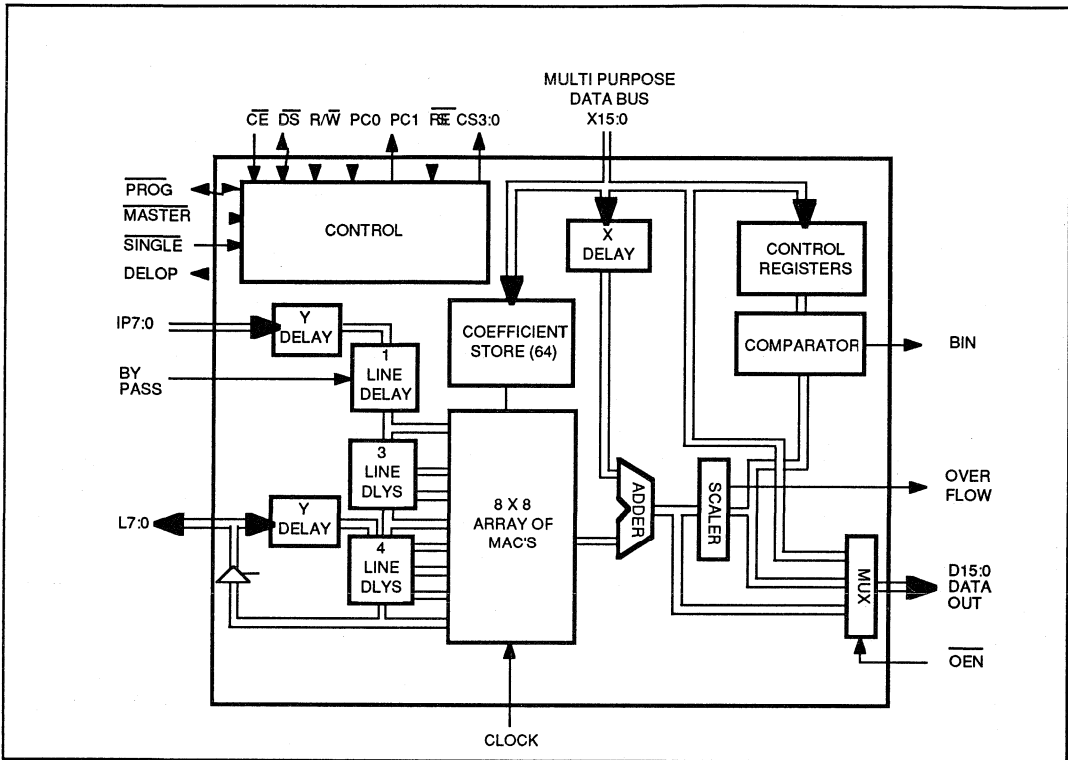 MULTI PURPOSE
DATA BUS
X15:0
CE DS R/W PC0 PC1 RES CS3:0
PROG
MASTER
SINGLE
DELOP
CONTROL
X
DELAY
CONTROL
REGISTERS
IP7:0
Y
DELAY
COEFFICIENT
STORE (64)
COMPARATOR
BIN
BY
PASS
1
LINE
DELAY
3
LINE
DLYS
8 X 8
ARRAY OF
MAC'S
ADDER
SCALER
OVER
FLOW
L7:0
Y
DELAY
4
LINE
DLYS
MUX
D15:0
DATA
OUT
OEN
CLOCK